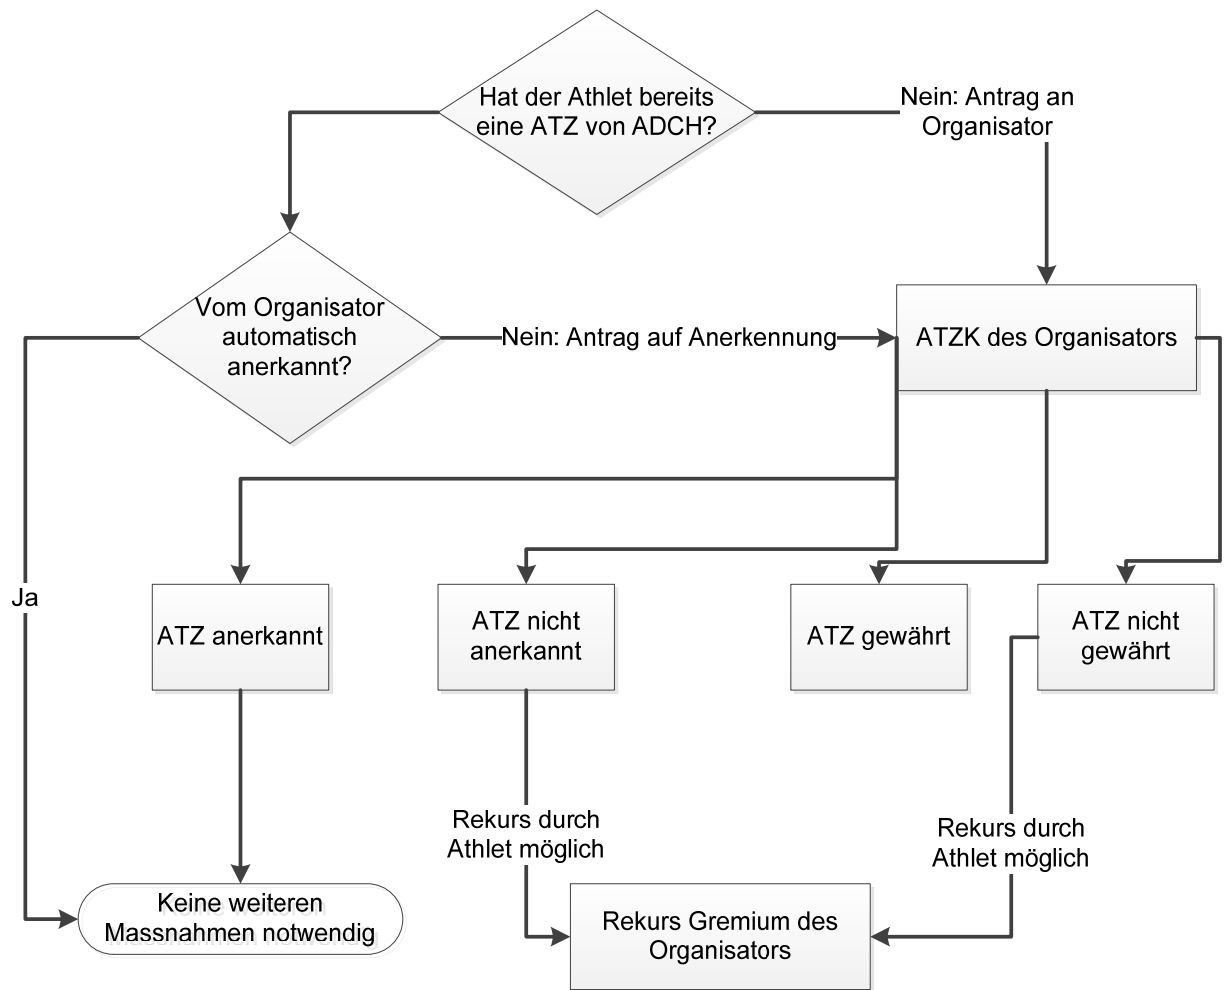 Hat der Athlet bereits
eine ATZ von ADCH?
Nein: Antrag an
Organisator
Vom Organisator
automatisch
anerkannt?
Nein: Antrag auf Anerkennung
ATZK des Organisators
Ja
ATZ anerkannt
ATZ nicht
anerkannt
ATZ gewährt
ATZ nicht
gewährt
Rekurs durch
Athlet möglich
Rekurs durch
Athlet möglich
Keine weiteren
Massnahmen notwendig
Rekurs Gremium des
Organisators